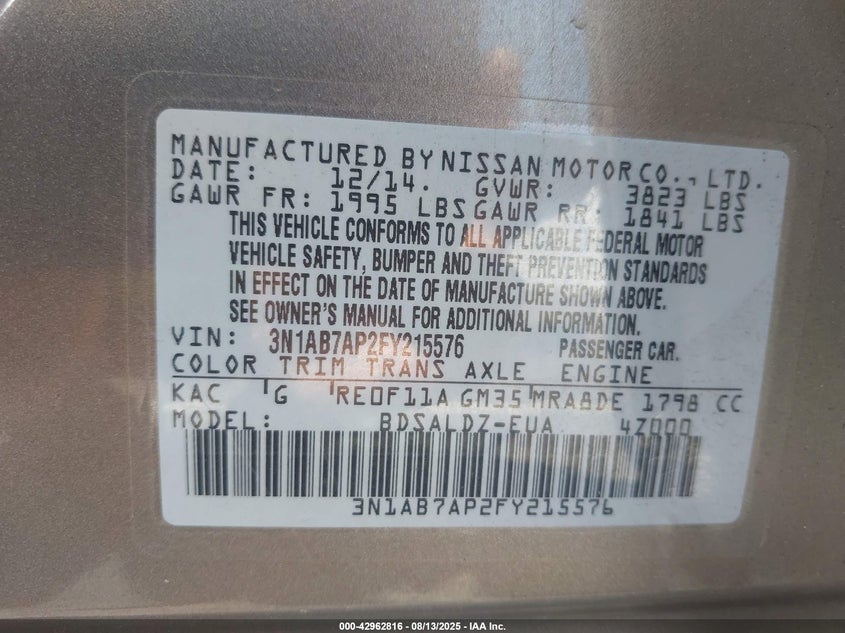 MANUFACTURED BY NISSAN MOTOR CO., LTD.
DATE: 12/14. GVWR: 3823 LBS
GAWR FR: 1995 LBS GAWR RR: 1841 LBS
THIS VEHICLE CONFORMS TO ALL APPLICABLE FEDERAL MOTOR
VEHICLE SAFETY, BUMPER AND THEFT PREVENTION STANDARDS
IN EFFECT ON THE DATE OF MANUFACTURE SHOWN ABOVE.
SEE OWNER'S MANUAL FOR ADDITIONAL INFORMATION.
VIN: 3N1AB7AP2FY215576 PASSENGER CAR.
COLOR TRIM TRANS AXLE ENGINE
KAC G RE0F11A GM35 MRA8DE 1798 CC
MODEL: BDSALDZ-EUA 4Z000
3N1AB7AP2FY215576
000-42962816 - 08/13/2025 - IAA Inc.